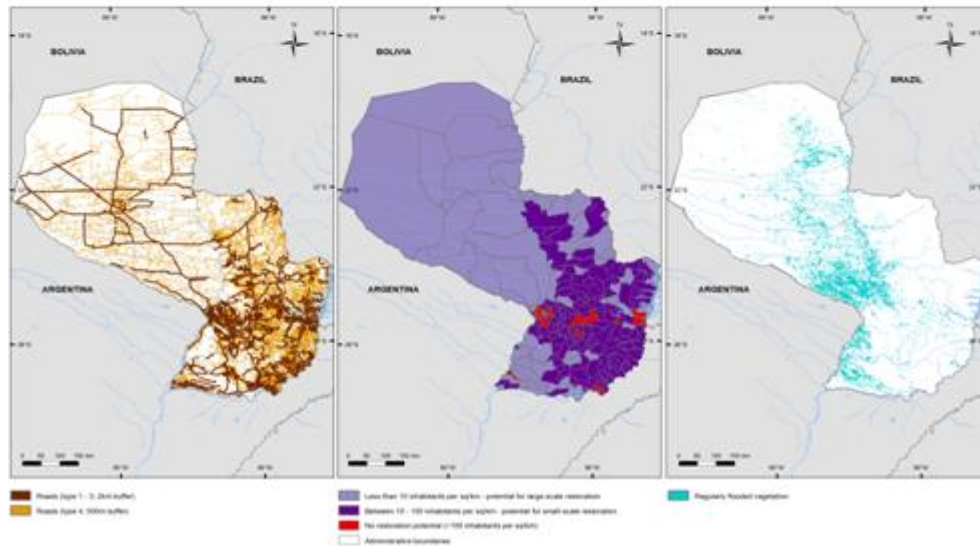 BOLIVIA
BRAZIL
ARGENTINA
Roads (type 1 - 3; 2km buffer)
Roads (type 4; 500m buffer)
BOLIVIA
BRAZIL
ARGENTINA
Less than 10 inhabitants per sq/km - potential for large-scale restoration
Between 10 - 100 inhabitants per sq/km - potential for small-scale restoration
No restoration potential (>100 inhabitants per sq/km)
Administrative boundaries
BOLIVIA
BRAZIL
ARGENTINA
Regularly flooded vegetation